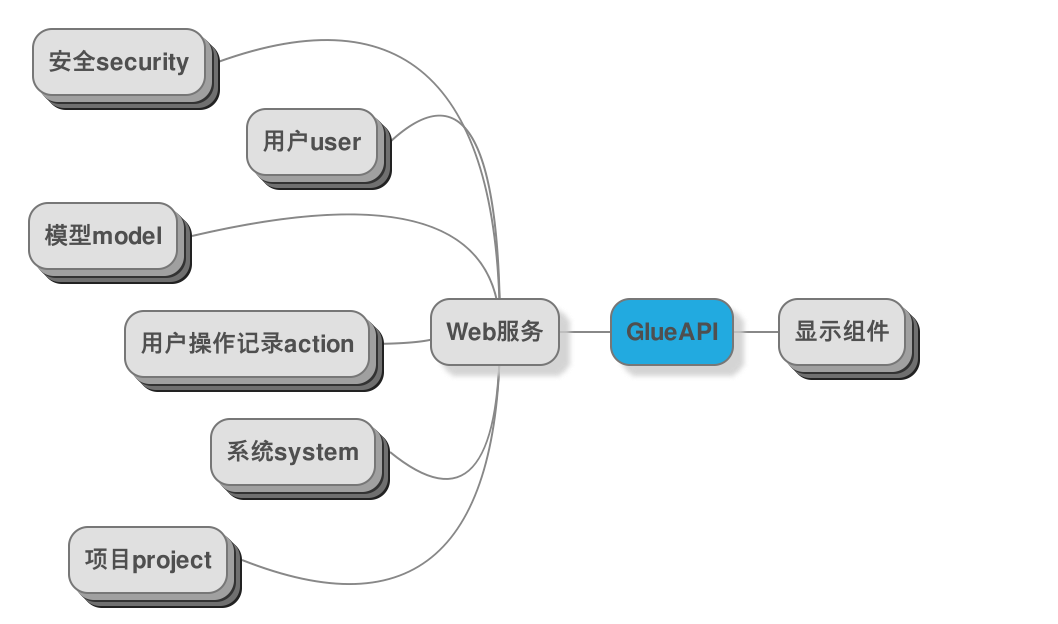 安全security
用户user
模型model
用户操作记录action
系统system
项目project
Web服务
GlueAPI
显示组件